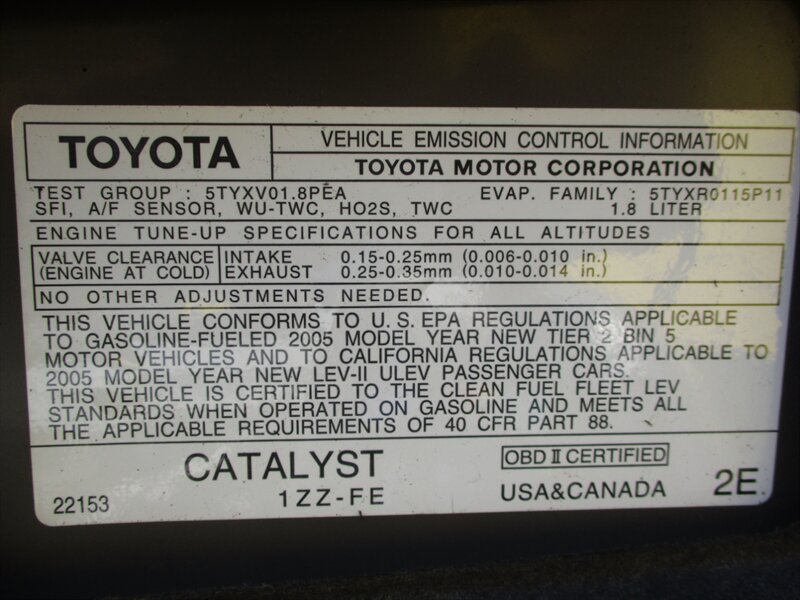 TOYOTA
VEHICLE EMISSION CONTROL INFORMATION
TOYOTA MOTOR CORPORATION
TEST GROUP : 5TYXV01.8PEA EVAP. FAMILY : 5TYXR0115P11
SFI, A/F SENSOR, WU-TWC, HO2S, TWC 1.8 LITER
ENGINE TUNE-UP SPECIFICATIONS FOR ALL ALTITUDES
VALVE CLEARANCE INTAKE 0.15-0.25mm (0.006-0.010 in.)
(ENGINE AT COLD) EXHAUST 0.25-0.35mm (0.010-0.014 in.)
NO OTHER ADJUSTMENTS NEEDED.
THIS VEHICLE CONFORMS TO U.S. EPA REGULATIONS APPLICABLE
TO GASOLINE-FUELED 2005 MODEL YEAR NEW TIER 2 BIN 5
MOTOR VEHICLES AND TO CALIFORNIA REGULATIONS APPLICABLE TO
2005 MODEL YEAR NEW LEV-II ULEV PASSENGER CARS.
THIS VEHICLE IS CERTIFIED TO THE CLEAN FUEL FLEET LEV
STANDARDS WHEN OPERATED ON GASOLINE AND MEETS ALL
THE APPLICABLE REQUIREMENTS OF 40 CFR PART 88.
CATALYST OBD II CERTIFIED
22153 1ZZ-FE USA&CANADA 2E